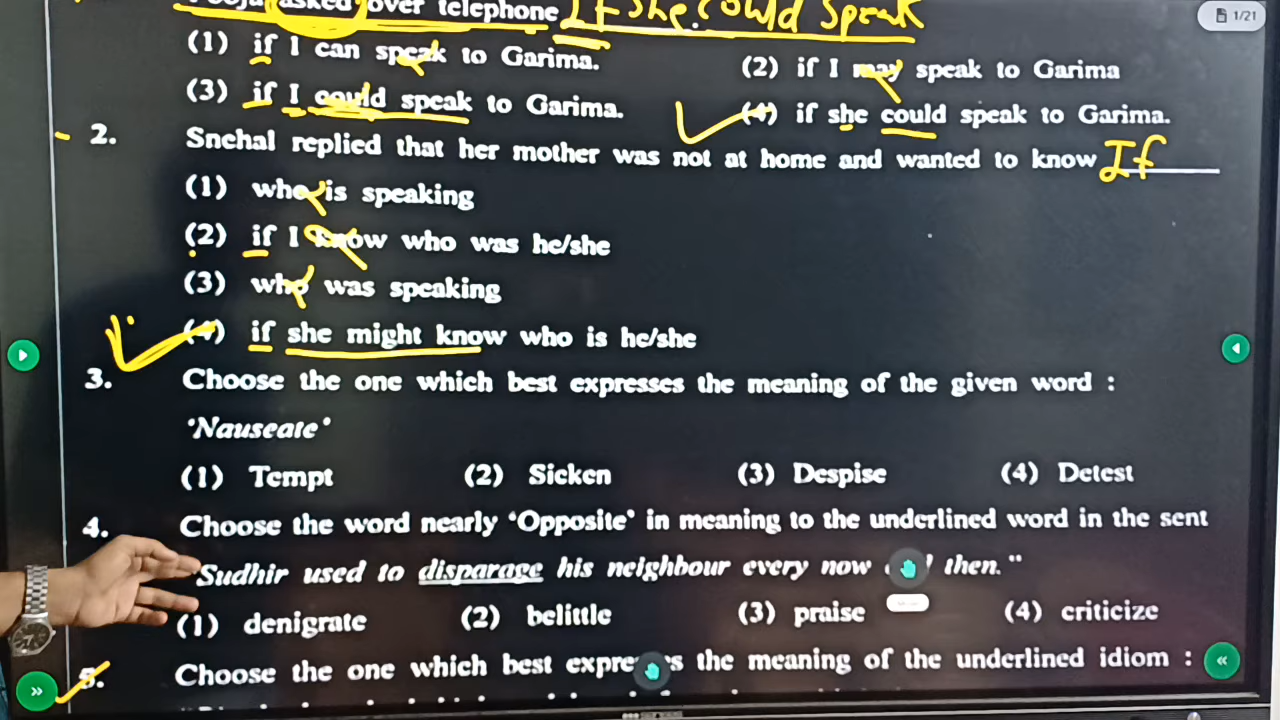 asked over telephone If she could speak
1/21
(1) if I can speak to Garima. (2) if I may speak to Garima
(3) if I could speak to Garima. (4) if she could speak to Garima.
2. Snehal replied that her mother was not at home and wanted to know If
(1) who is speaking
(2) if I know who was he/she
(3) who was speaking
(4) if she might know who is he/she
3. Choose the one which best expresses the meaning of the given word :
'Nauseate'
(1) Tempt (2) Sicken (3) Despise (4) Detest
4. Choose the word nearly 'Opposite' in meaning to the underlined word in the sent
"Sudhir used to disparage his neighbour every now then."
(1) denigrate (2) belittle (3) praise (4) criticize
5. Choose the one which best expresses the meaning of the underlined idiom :